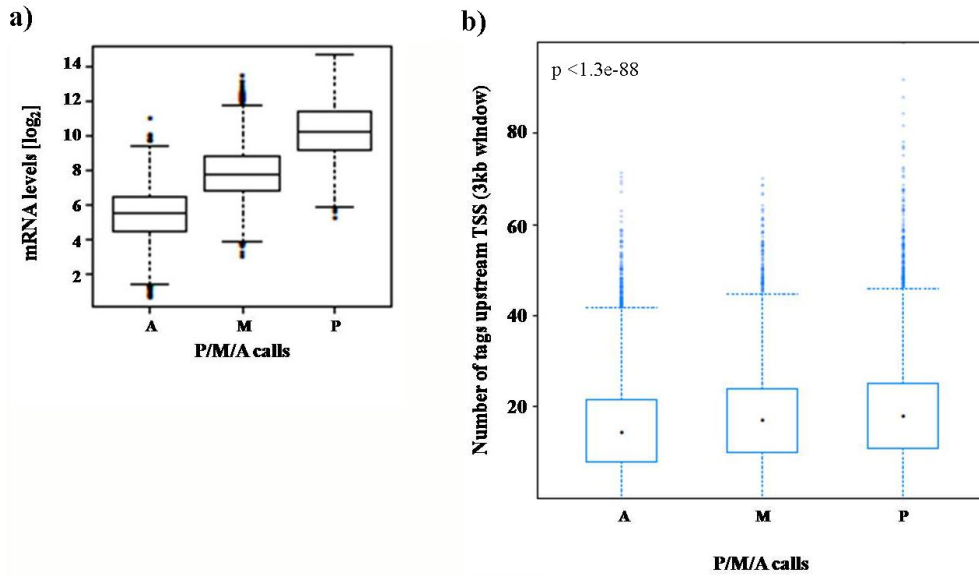 a)
mRNA levels [log2]
14
12
10
8
6
4
2
A M P
P/M/A calls
b)
p <1.3e-88
Number of tags upstream TSS (3kb window)
80
60
40
20
A M P
P/M/A calls